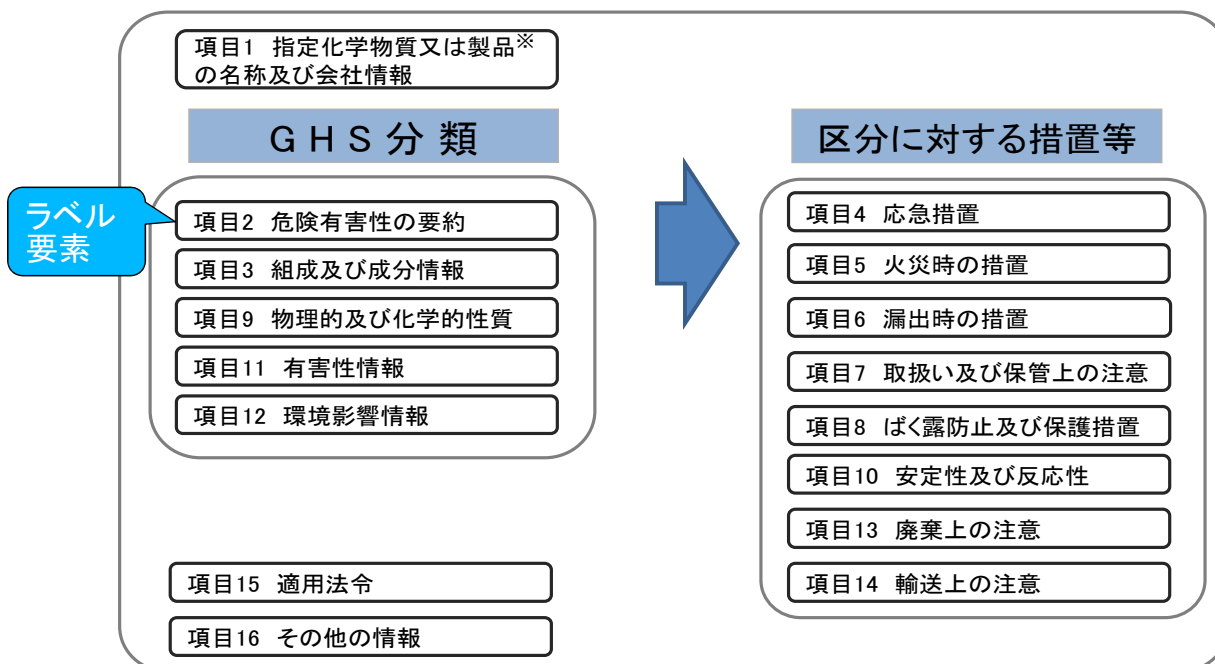 項目1 指定化学物質又は製品※
の名称及び会社情報
GHS分類
ラベル
要素
項目2 危険有害性の要約
項目3 組成及び成分情報
項目9 物理的及び化学的性質
項目11 有害性情報
項目12 環境影響情報
項目15 適用法令
項目16 その他の情報
区分に対する措置等
項目4 応急措置
項目5 火災時の措置
項目6 漏出時の措置
項目7 取扱い及び保管上の注意
項目8 ばく露防止及び保護措置
項目10 安定性及び反応性
項目13 廃棄上の注意
項目14 輸送上の注意